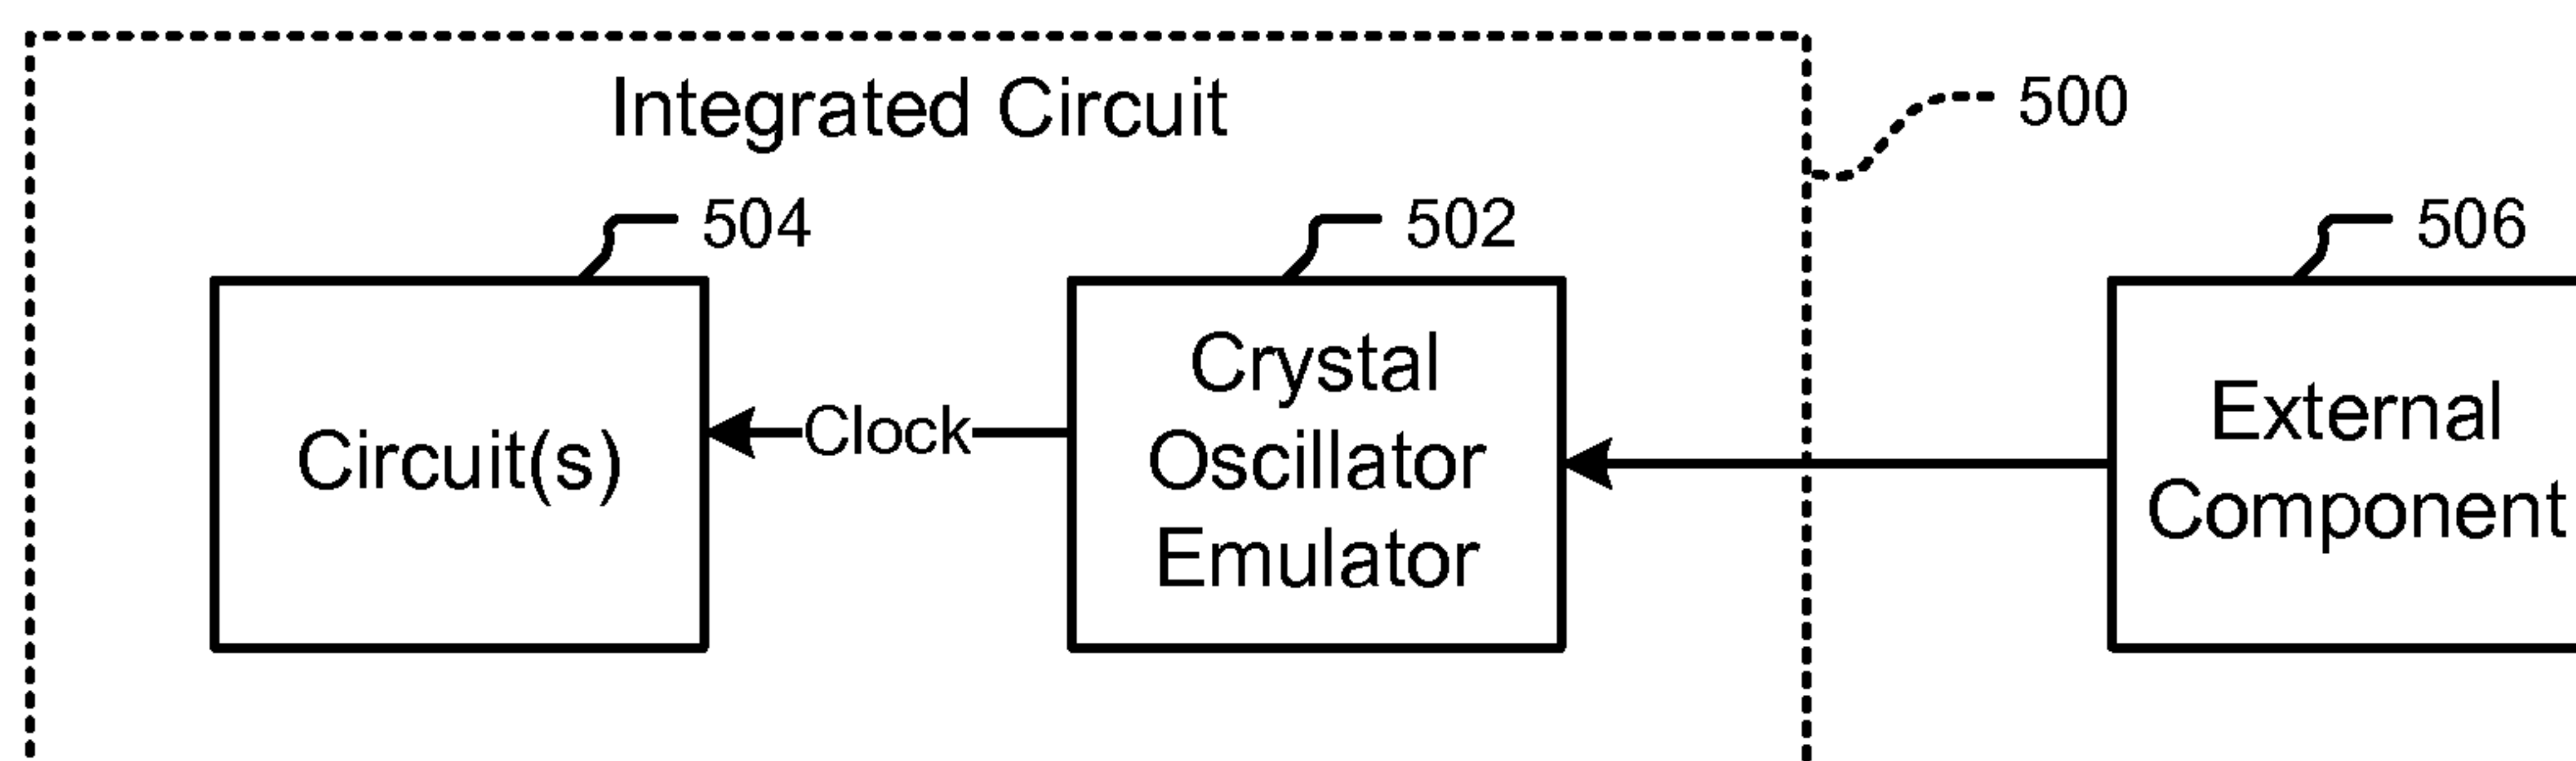 Integrated Circuit
500
504
502
506
Circuit(s)
Clock
Crystal
Oscillator
Emulator
External
Component